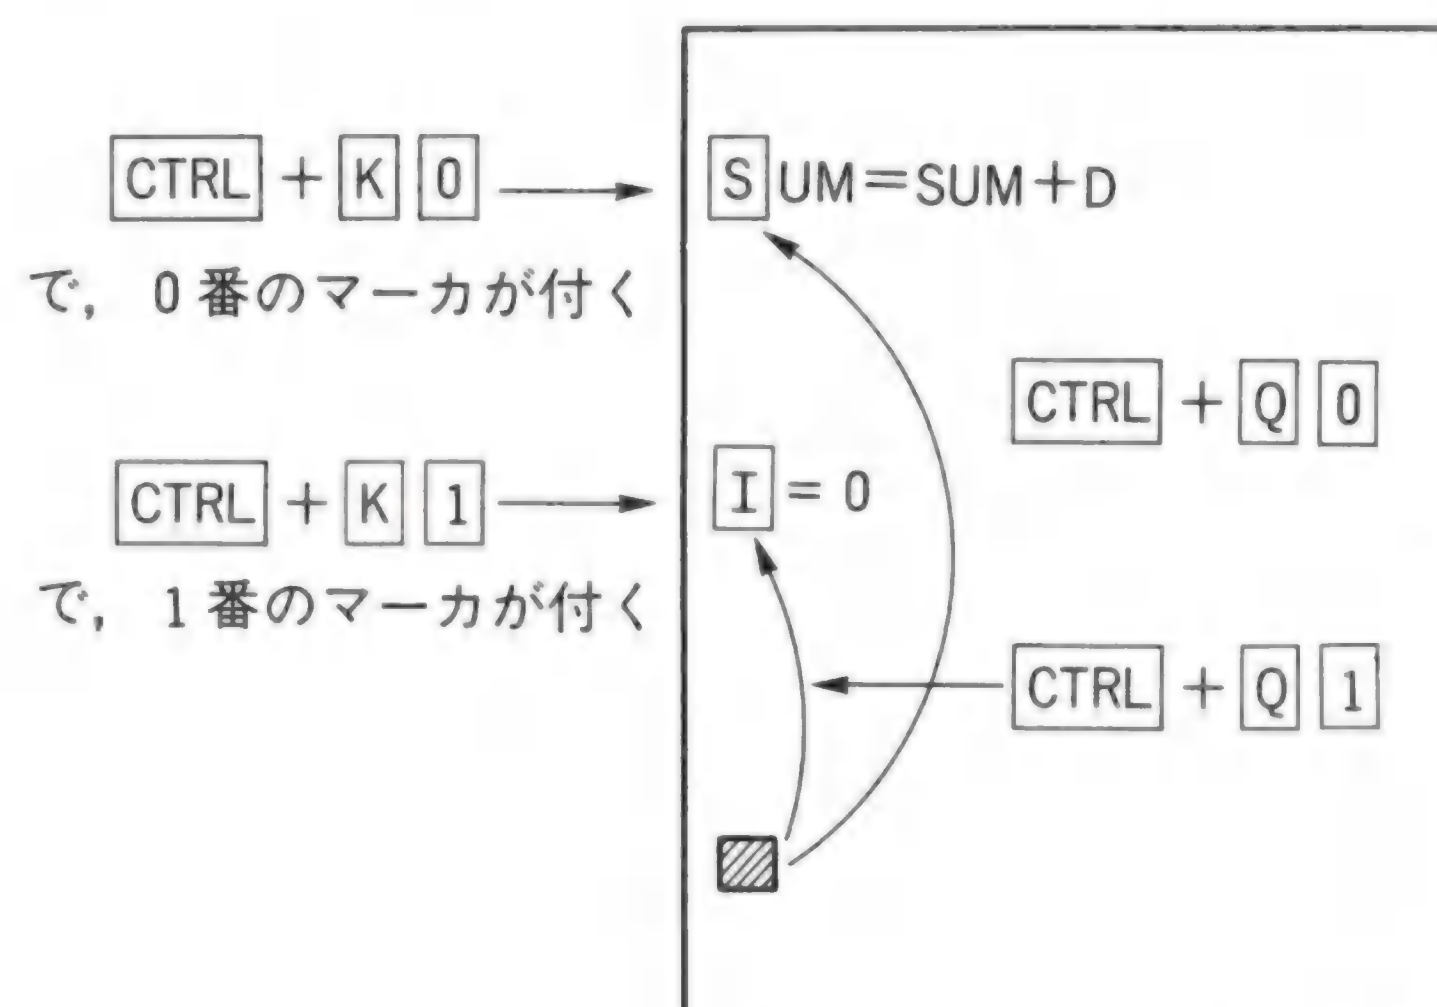 CTRL + K 0 → SUM=SUM+D
で, 0番のマーカが付く
CTRL + Q 0
CTRL + K 1 → I = 0
で, 1番のマーカが付く
CTRL + Q 1